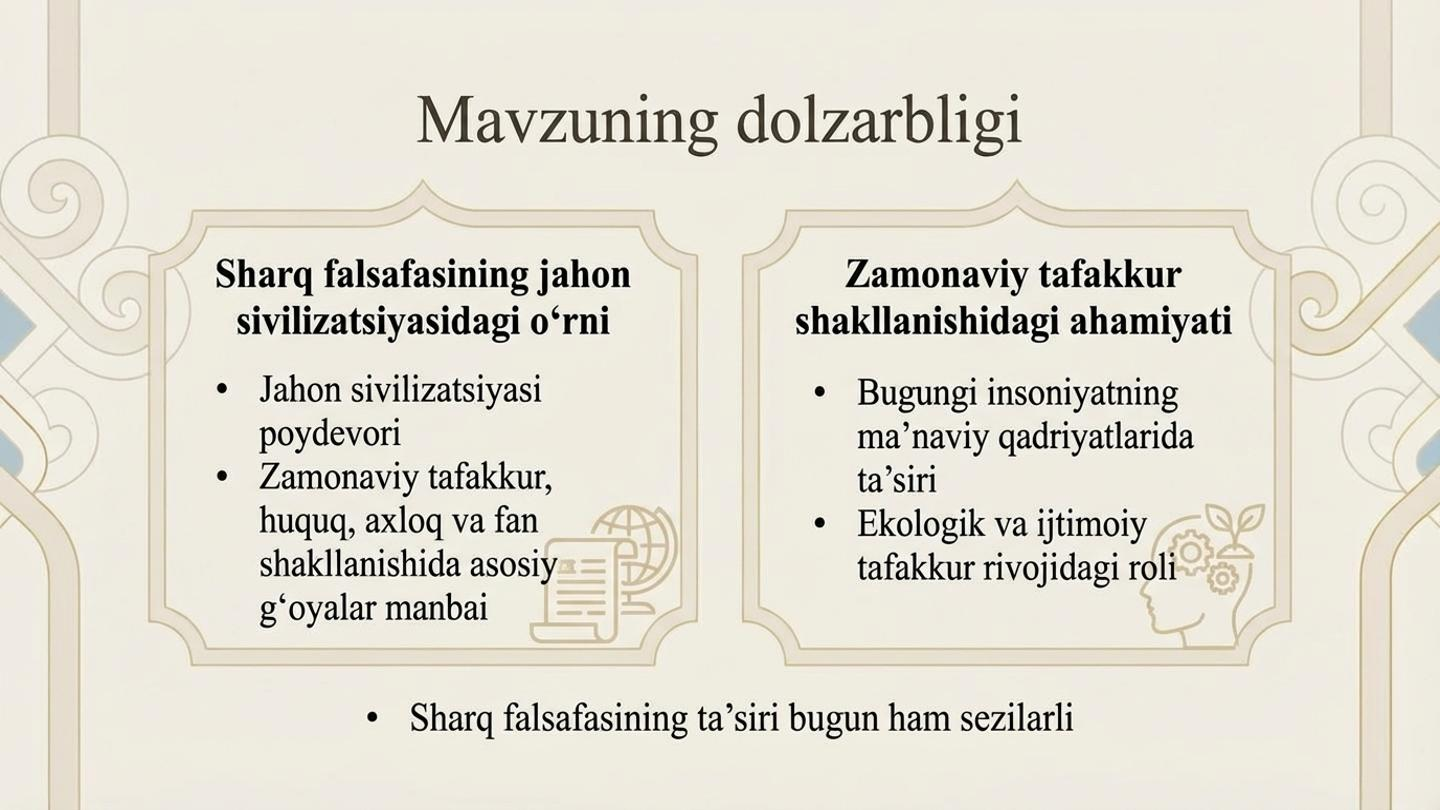 Mavzuning dolzarbligi
Sharq falsafasining jahon
sivilizatsiyasidagi o‘rni
• Jahon sivilizatsiyasi
poydevori
• Zamonaviy tafakkur,
huquq, axloq va fan
shakllanishida asosiy
g‘oyalar manbai
Zamonaviy tafakkur
shakllanishidagi ahamiyati
• Bugungi insoniyatning
ma’naviy qadriyatlarida
ta’siri
• Ekologik va ijtimoiy
tafakkur rivojidagi roli
• Sharq falsafasining ta’siri bugun ham sezilarli